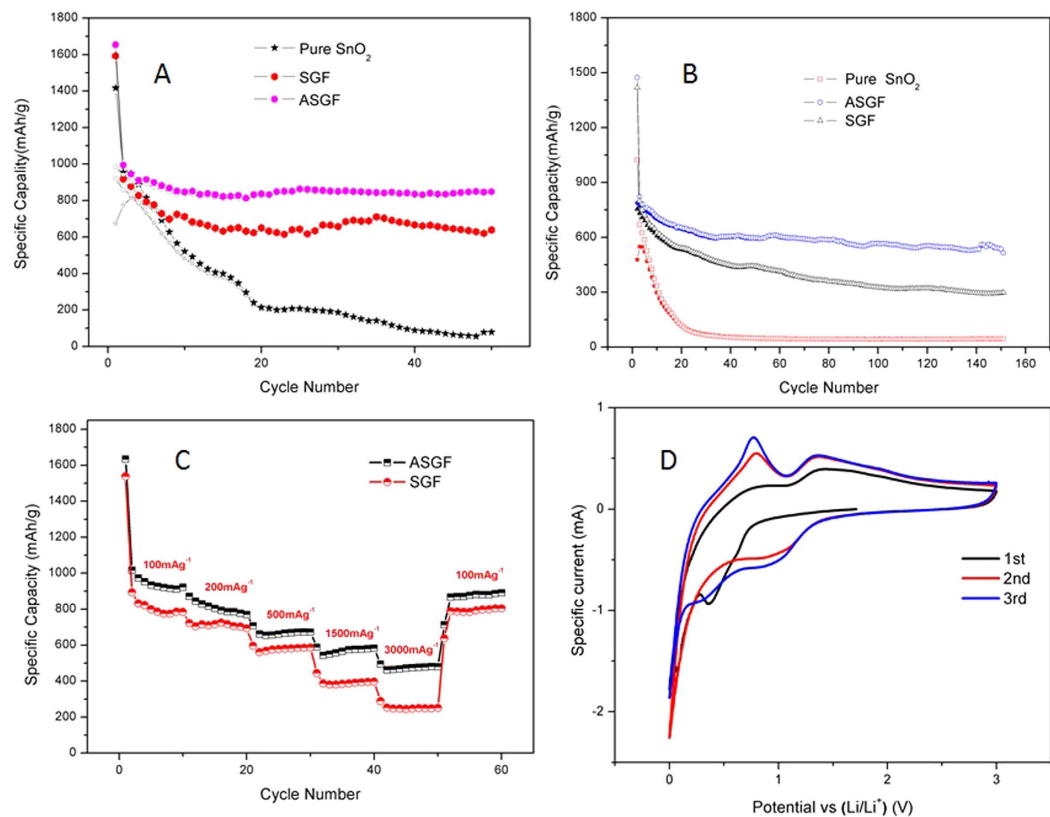 A
Pure SnO₂
SGF
ASGF
1800
1600
1400
1200
1000
800
600
400
200
0
Specific Capality(mAh/g)
0
20
40
Cycle Number
B
Pure SnO₂
ASGF
SGF
1800
1500
1200
900
600
300
0
Specific Capacity(mAh/g)
0
20
40
60
80
100
120
140
160
Cycle Number
C
ASGF
SGF
100mAg⁻¹
200mAg⁻¹
500mAg⁻¹
1500mAg⁻¹
3000mAg⁻¹
100mAg⁻¹
1800
1600
1400
1200
1000
800
600
400
200
0
Specific Capacity (mAh/g)
0
20
40
60
Cycle Number
D
1st
2nd
3rd
1
0
-1
-2
Specific current (mA)
0
1
2
3
Potential vs (Li/Li⁺) (V)